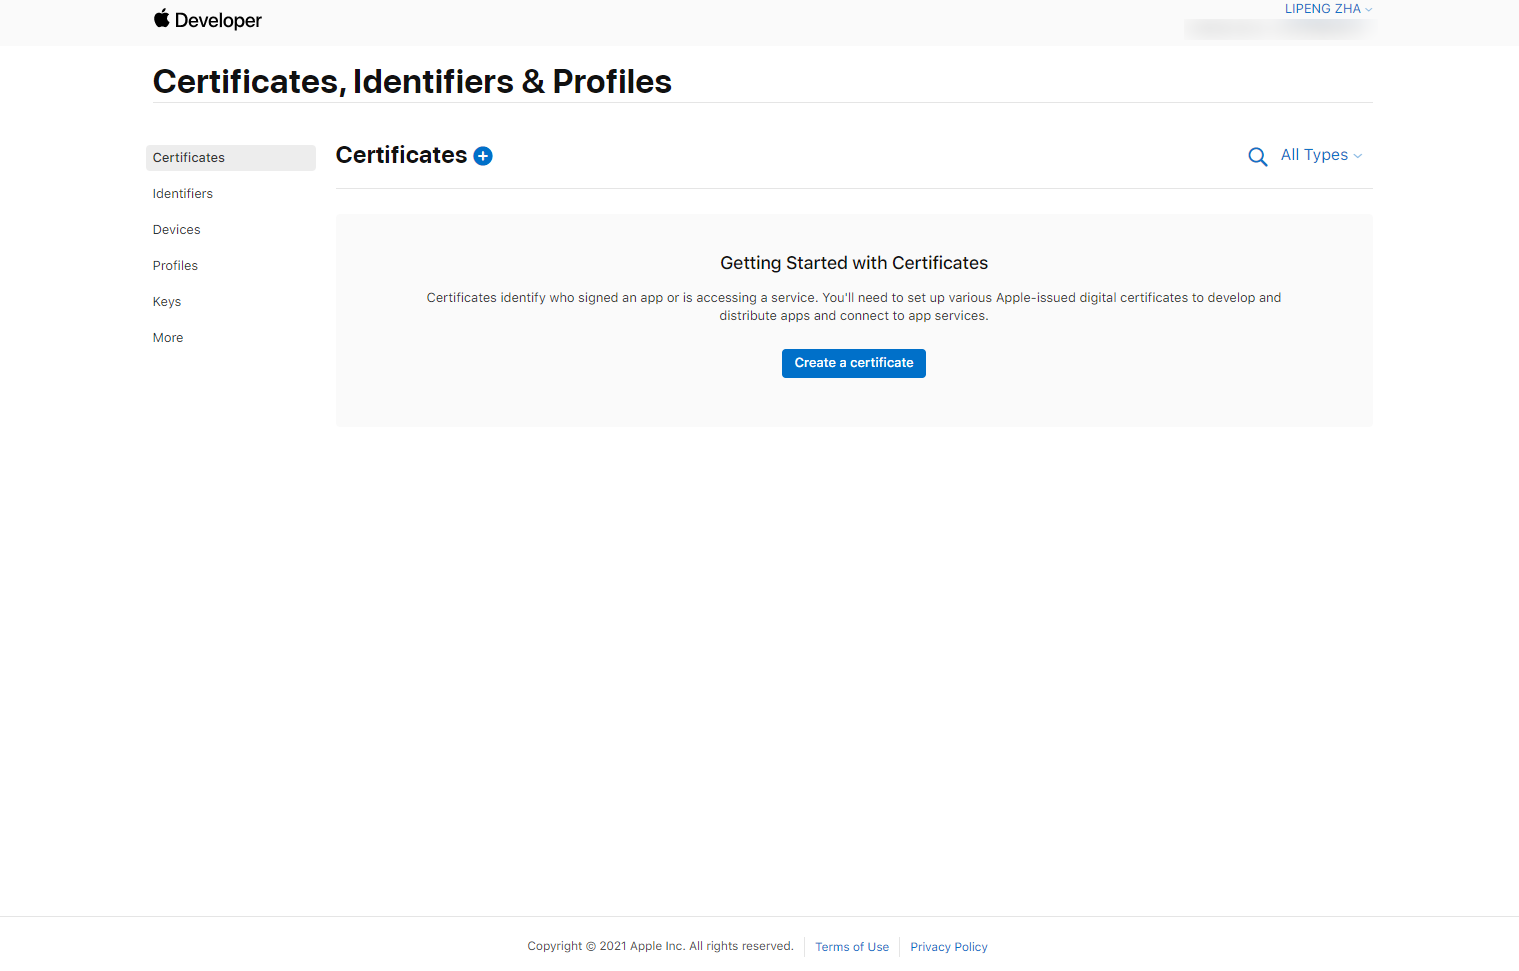 Developer
LIPENG ZHA
Certificates, Identifiers & Profiles
Certificates
Identifiers
Devices
Profiles
Keys
More
Certificates
All Types
Getting Started with Certificates
Certificates identify who signed an app or is accessing a service. You'll need to set up various Apple-issued digital certificates to develop and
distribute apps and connect to app services.
Create a certificate
Copyright © 2021 Apple Inc. All rights reserved.
Terms of Use
Privacy Policy